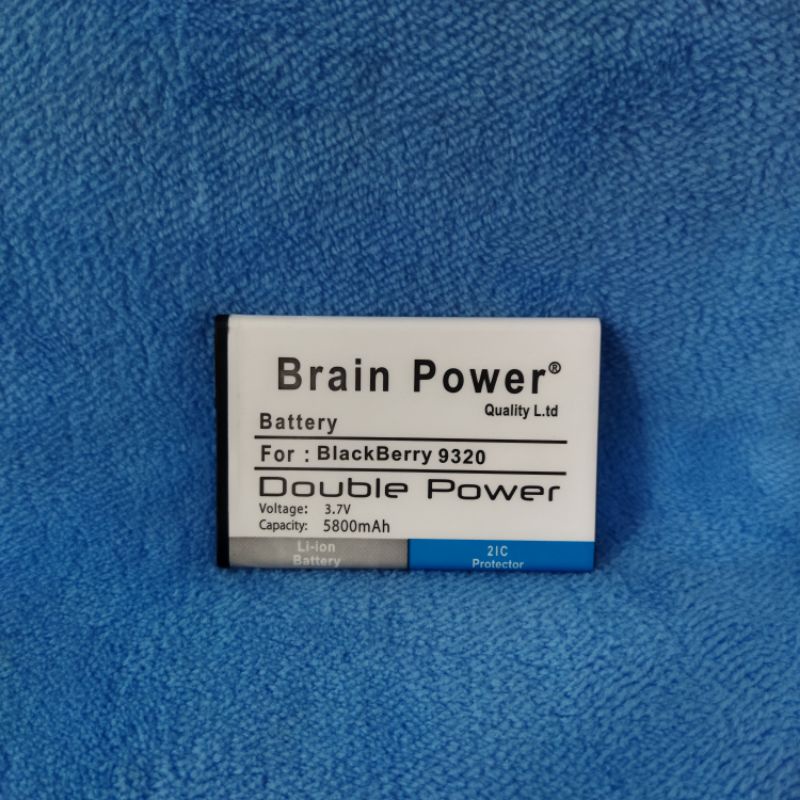 Brain Power®
Quality L.td
Battery
For : BlackBerry 9320
Double Power
Voltage: 3.7V
Capacity: 5800mAh
Li-ion
Battery
2IC
Protector